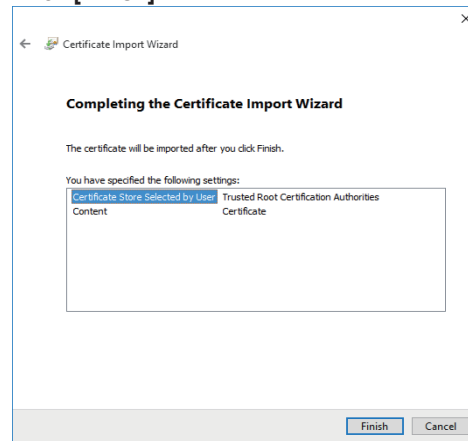 Certificate Import Wizard
Completing the Certificate Import Wizard
The certificate will be imported after you click Finish.
You have specified the following settings:
Certificate Store Selected by User Trusted Root Certification Authorities
Content Certificate
Finish Cancel